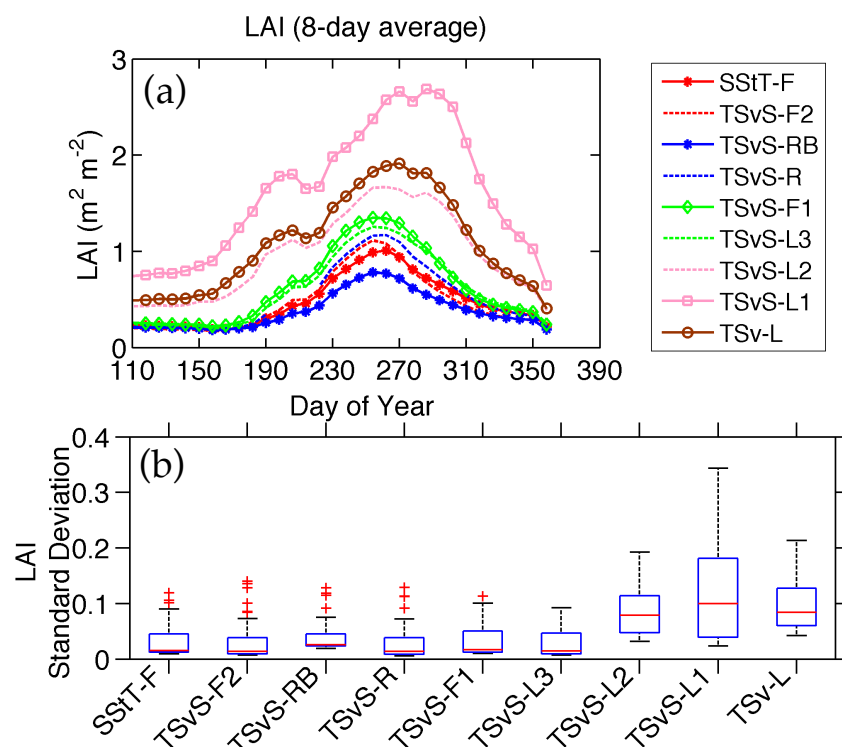 LAI (8-day average)
(a)
LAI (m² m⁻²)
3
2
1
0
110 150 190 230 270 310 350 390
Day of Year
SStT-F
TSvS-F2
TSvS-RB
TSvS-R
TSvS-F1
TSvS-L3
TSvS-L2
TSvS-L1
TSv-L
(b)
LAI
Standard Deviation
0.4
0.3
0.2
0.1
0
SStT-F
TSvS-F2
TSvS-RB
TSvS-R
TSvS-F1
TSvS-L3
TSvS-L2
TSvS-L1
TSv-L